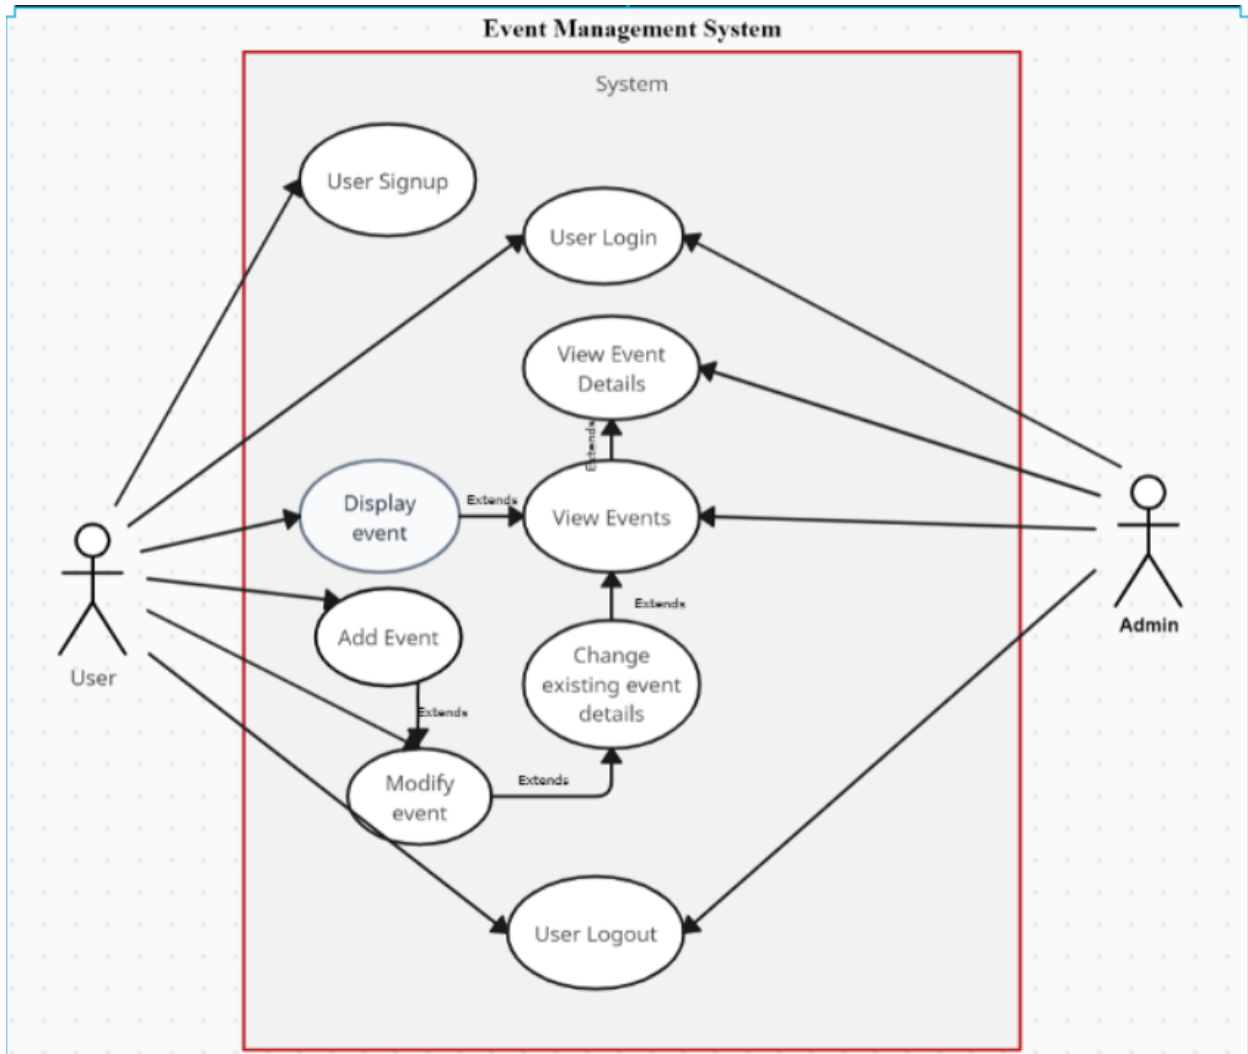 Event Management System
System
User Signup
User Login
View Event
Details
Extends
Display
event
Extends
View Events
Extends
Add Event
Change
existing event
details
User
Admin
Extends
Modify
event
Extends
User Logout